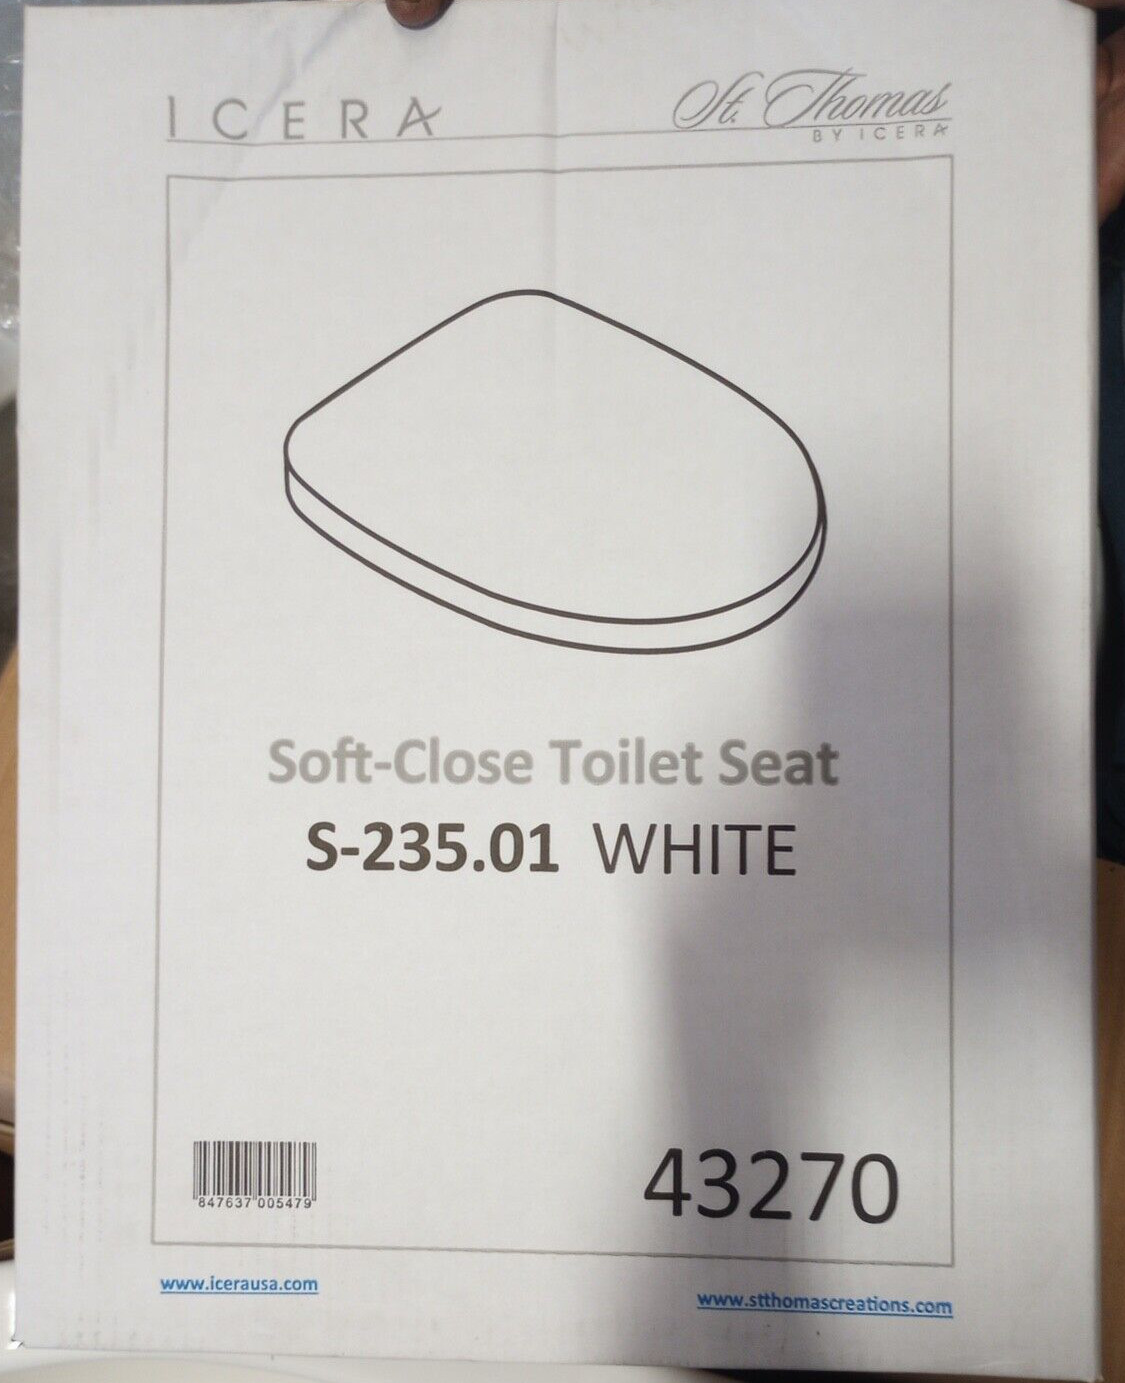 ICERA
St. Thomas
BY ICERA
Soft-Close Toilet Seat
S-235.01 WHITE
847637 005479
43270
www.icerausa.com
www.stthomascreations.com